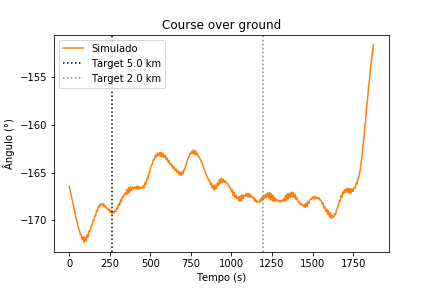 Course over ground
Simulado
Target 5.0 km
Target 2.0 km
Ângulo (°)
−155
−160
−165
−170
0 250 500 750 1000 1250 1500 1750
Tempo (s)